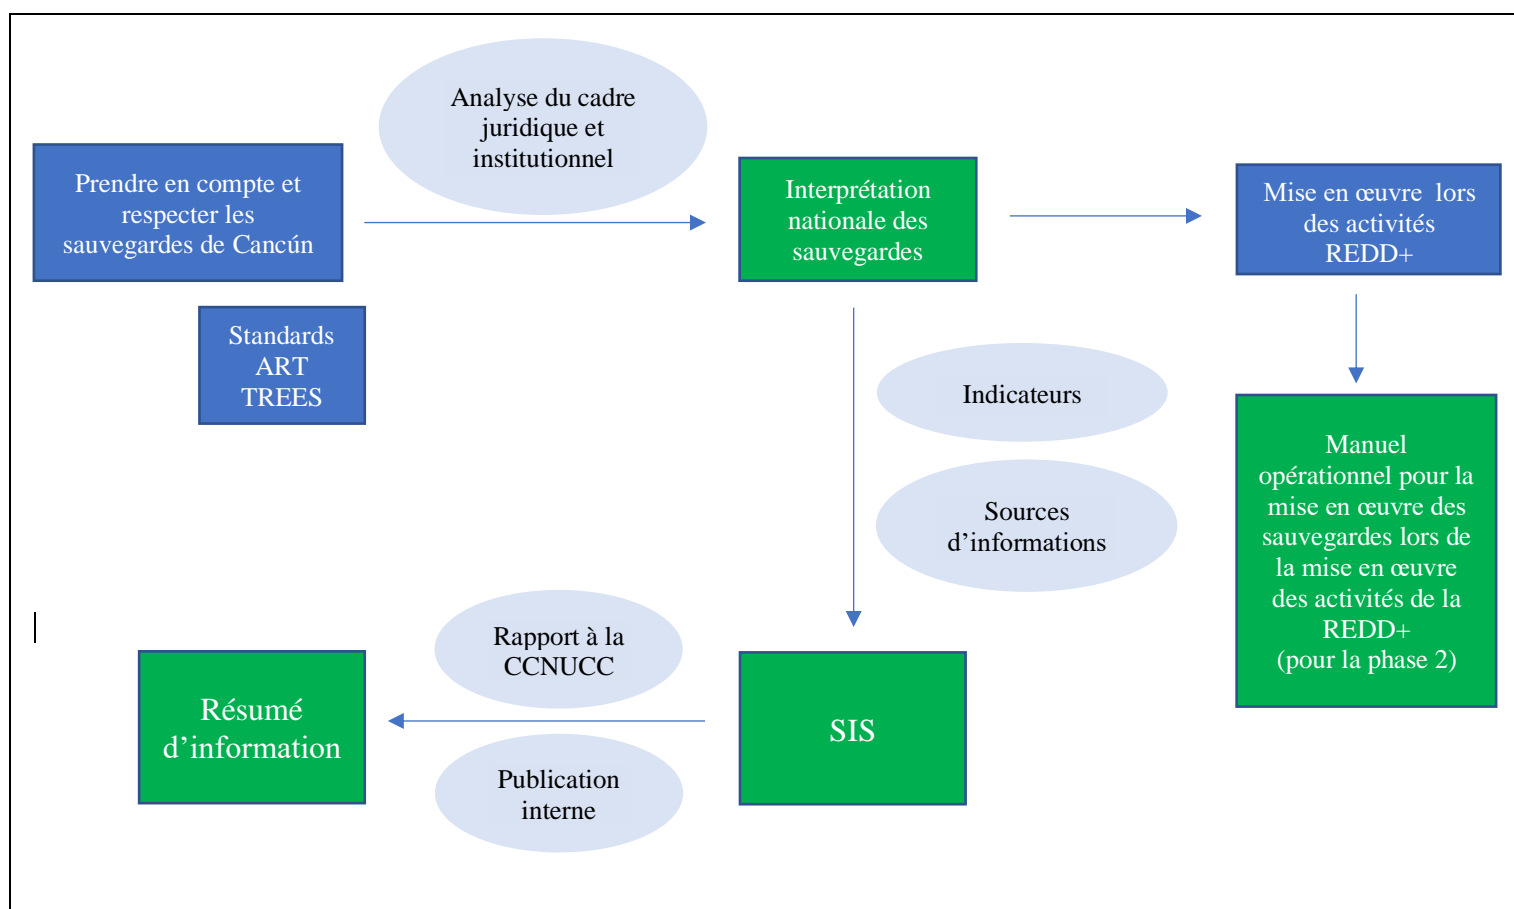 Analyse du cadre
juridique et
institutionnel
Prendre en compte et
respecter les
sauvegardes de Cancún
Interprétation
nationale des
sauvegardes
Mise en œuvre lors
des activités
REDD+
Standards
ART
TREES
Indicateurs
Sources
d’informations
Manuel
opérationnel pour la
mise en œuvre des
sauvegardes lors de
la mise en œuvre
des activités de la
REDD+
(pour la phase 2)
Rapport à la
CCNUCC
Résumé
d’information
SIS
Publication
interne